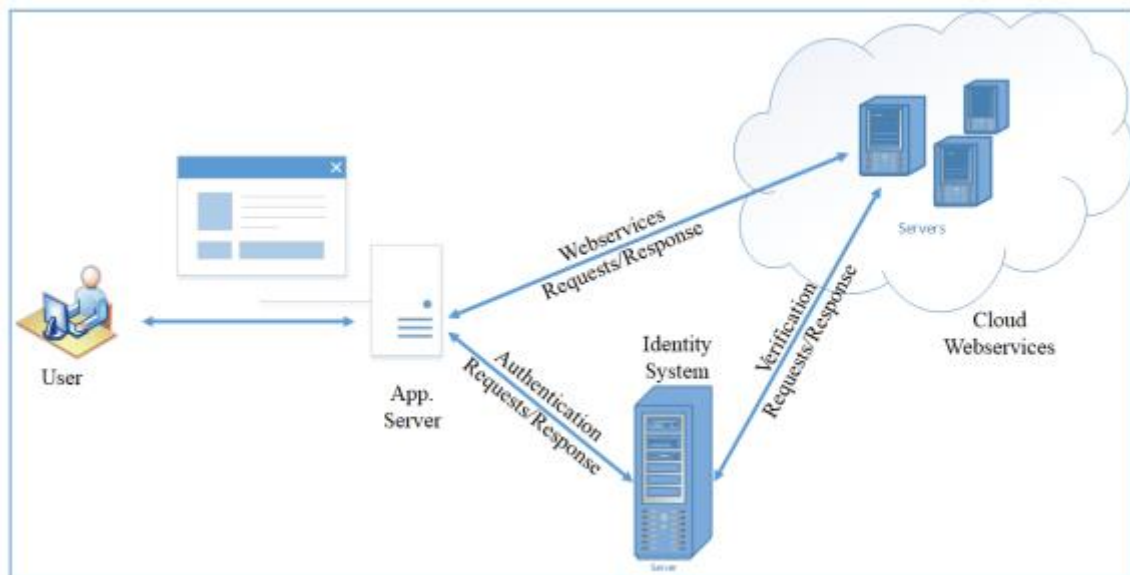 User
App.
Server
Webservices
Requests/Response
Authentication
Requests/Response
Identity
System
Server
Verification
Requests/Response
Servers
Cloud
Webservices